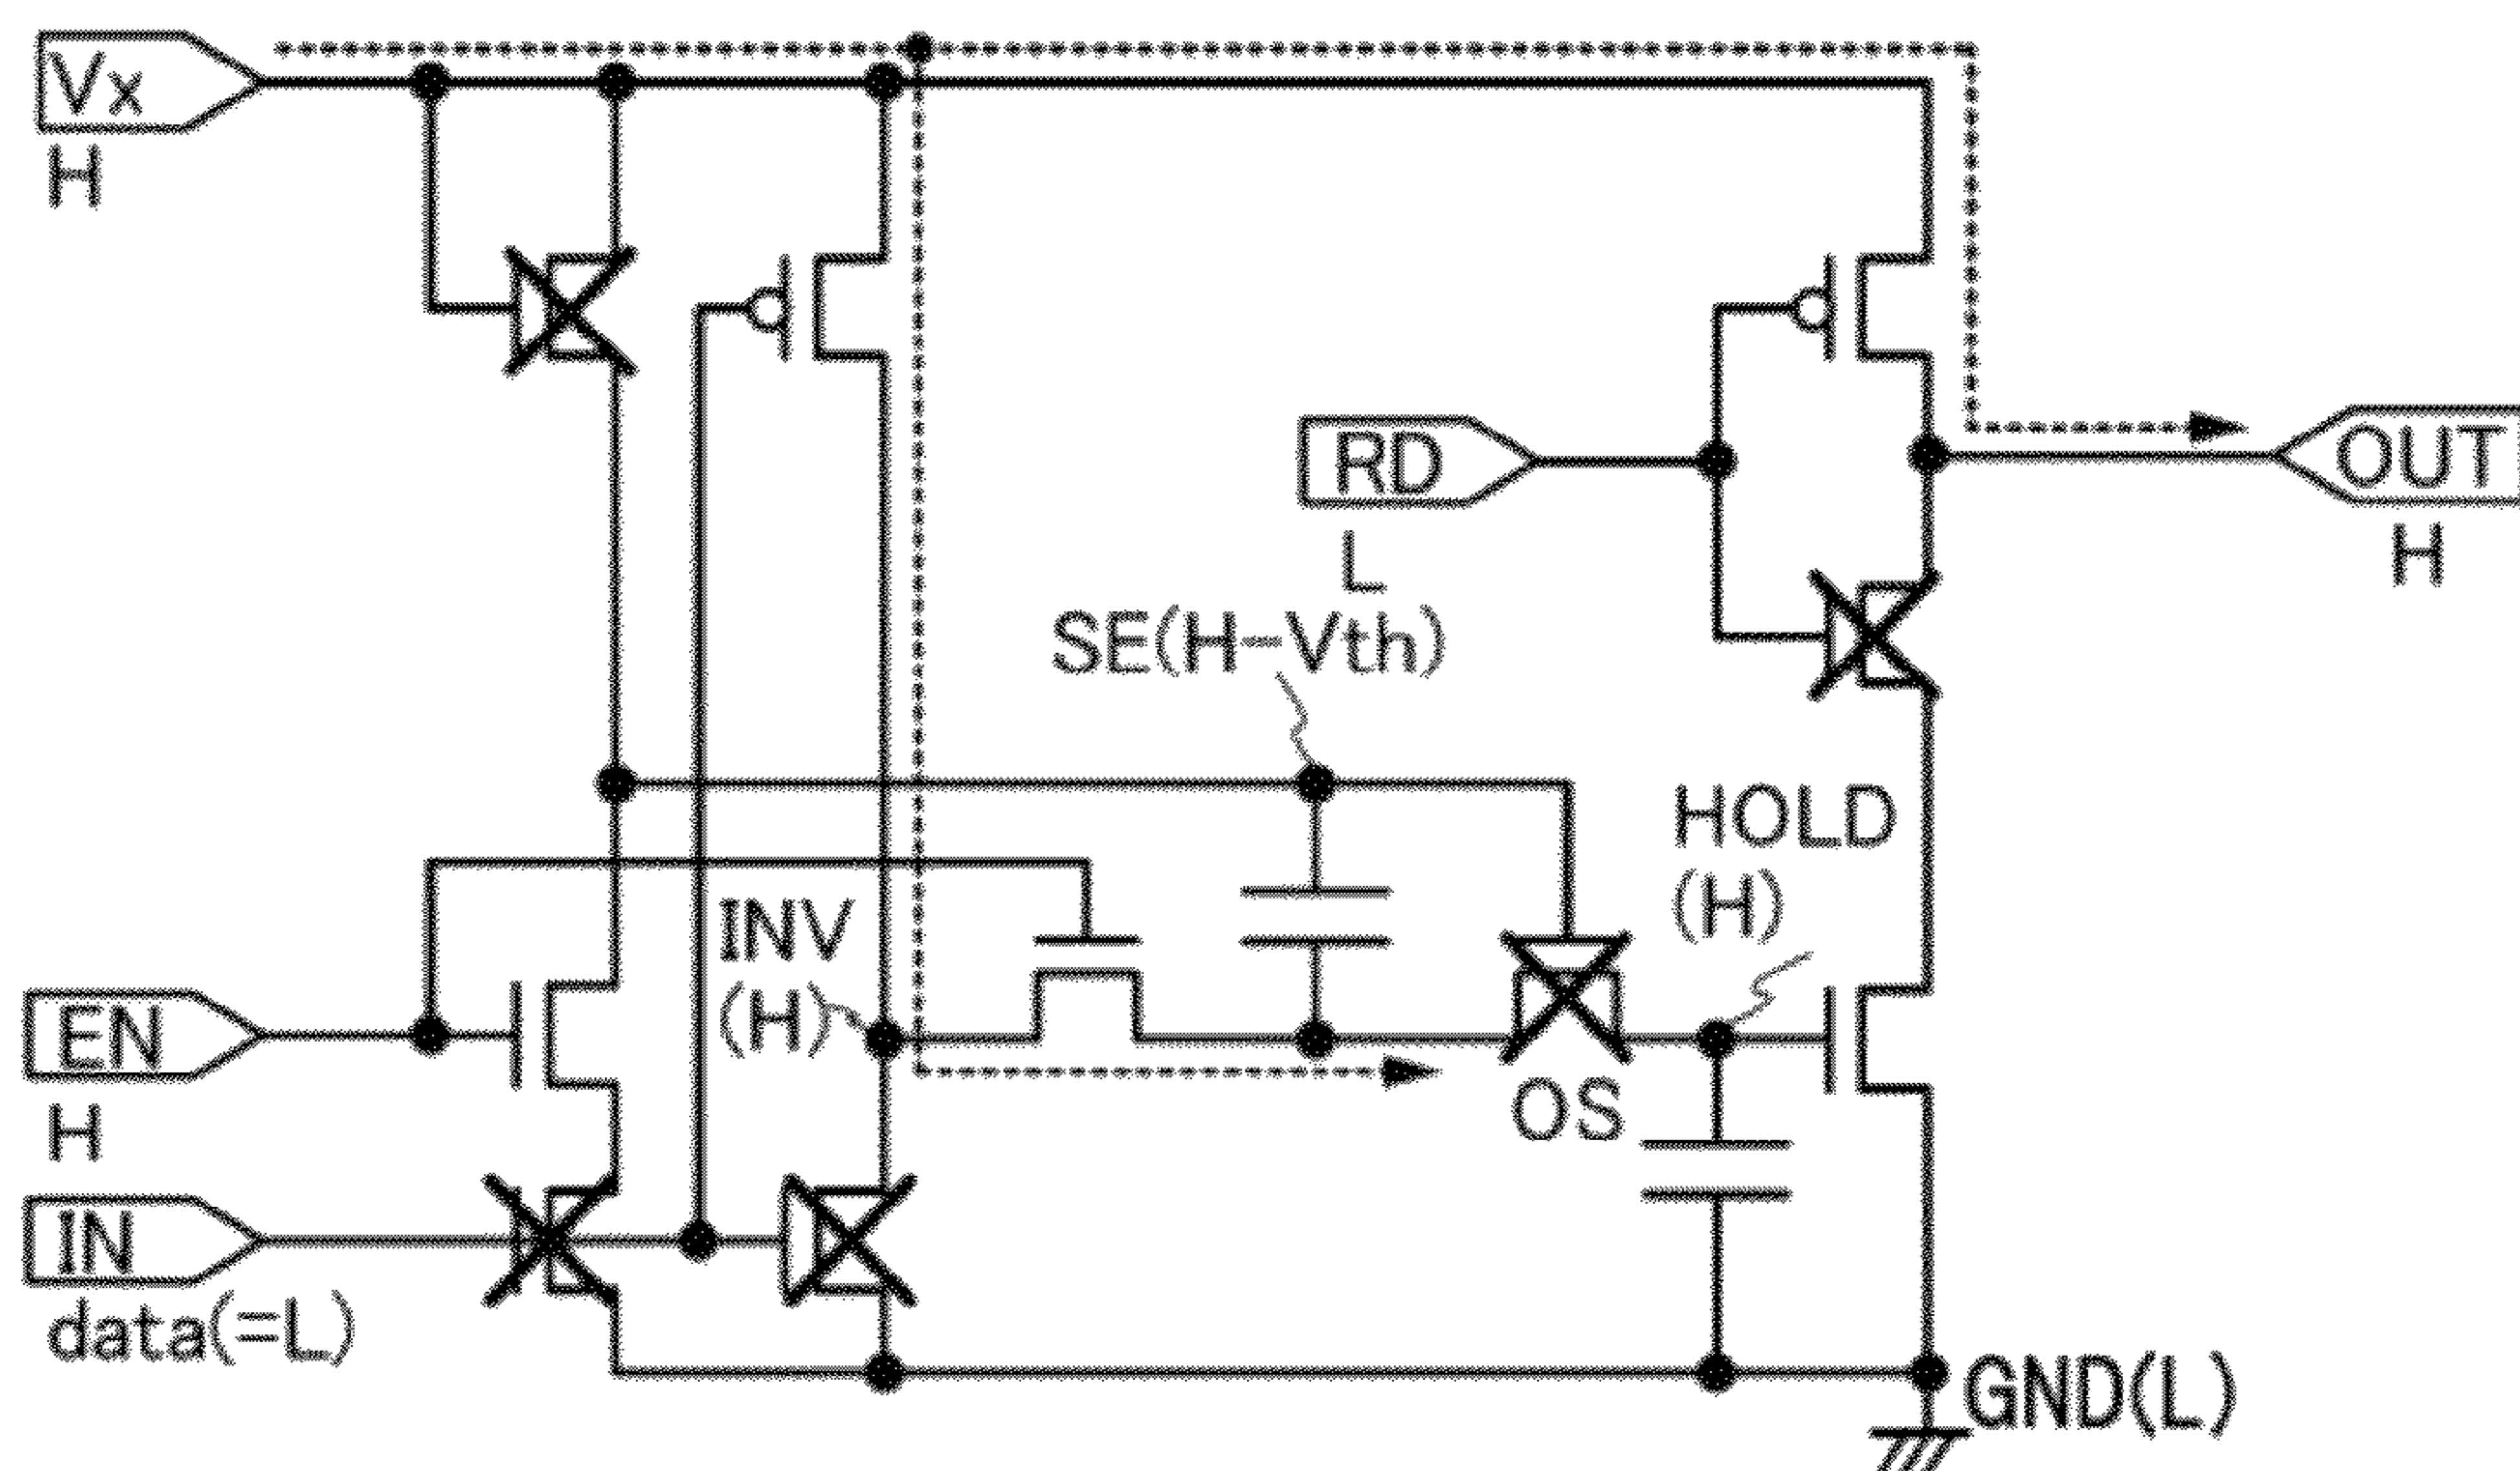 Vx
H
RD
L
OUT
H
SE(H-Vth)
HOLD
(H)
INV
(H)
EN
H
OS
IN
data(=L)
GND(L)